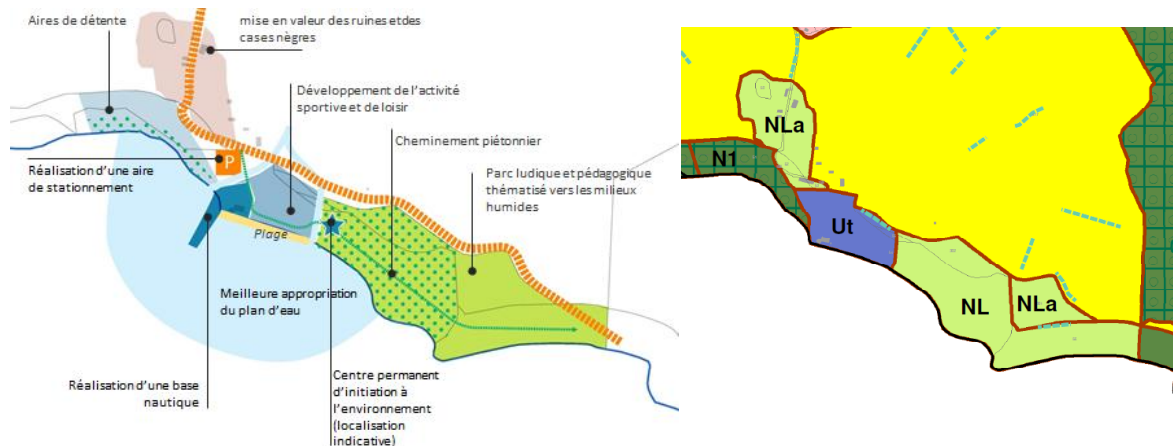 Aires de détente
mise en valeur des ruines etdes
cases nègres
Développement de l'activité
sportive et de loisir
Cheminement piétonnier
Réalisation d'une aire
de stationnement
P
Parc ludique et pédagogique
thématisé vers les milieux
humides
Plage
Meilleure appropriation
du plan d'eau
Réalisation d'une base
nautique
Centre permanent
d'initiation à
l'environnement
(localisation
indicative)
NLa
N1
Ut
NL
NLa